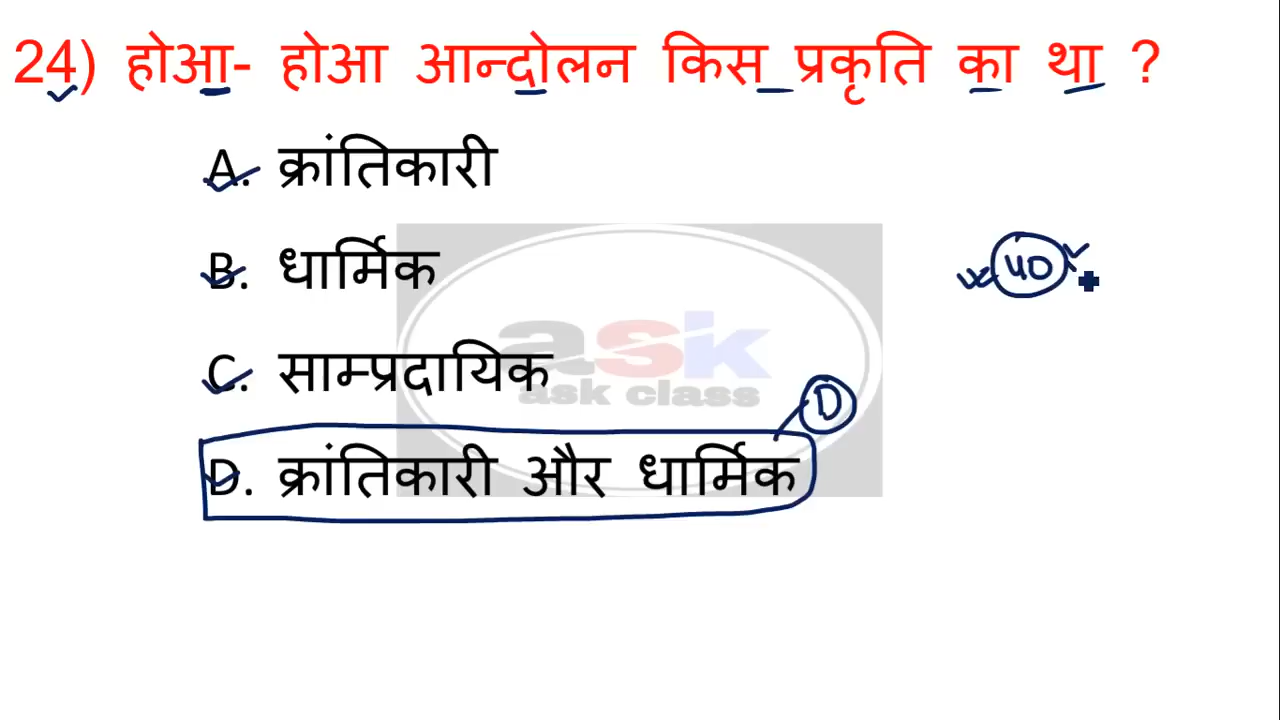 24) होआ- होआ आन्दोलन किस प्रकृति का था ?
A. क्रांतिकारी
B. धार्मिक
40
C. साम्प्रदायिक
ask
ask class
D
D. क्रांतिकारी और धार्मिक